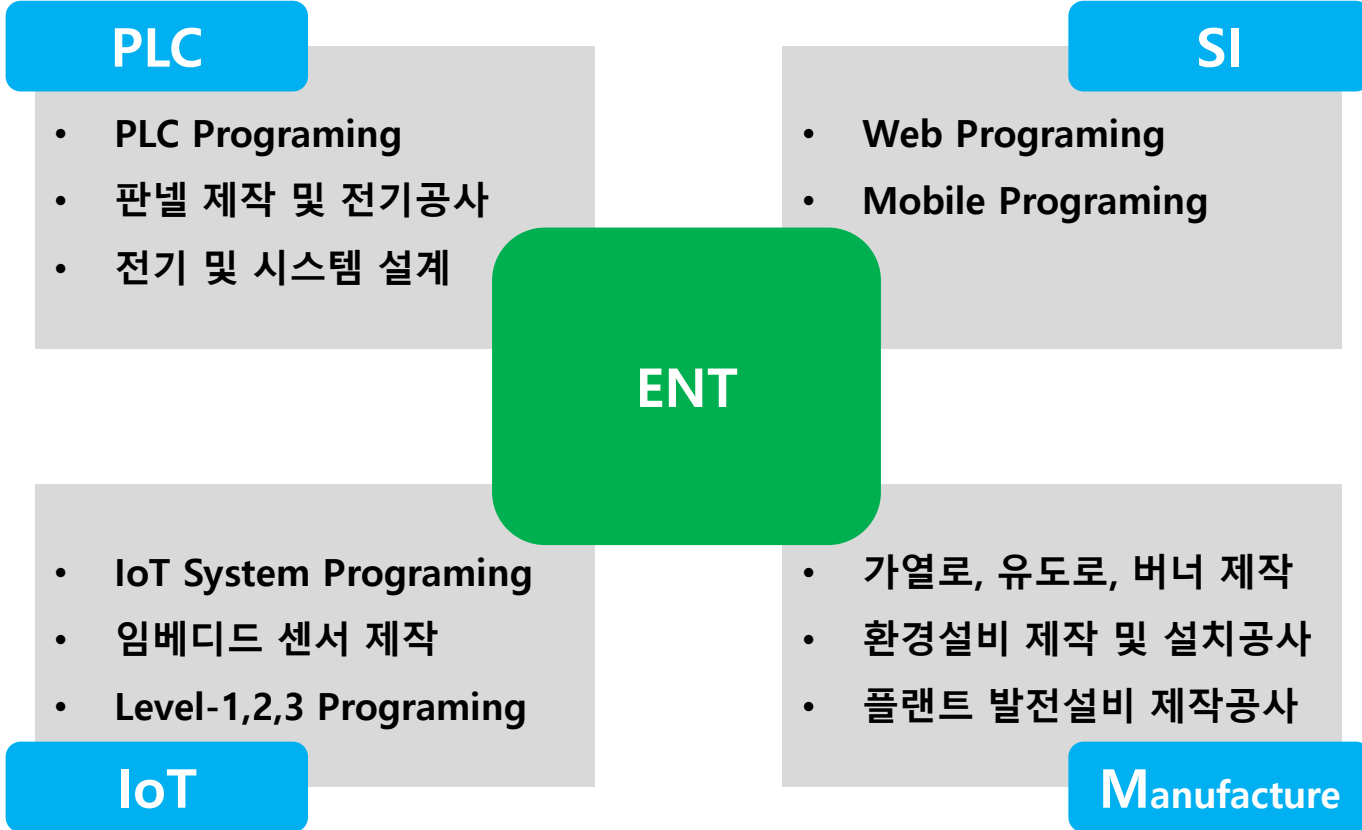 PLC
• PLC Programing
• 판넬 제작 및 전기공사
• 전기 및 시스템 설계
SI
• Web Programing
• Mobile Programing
ENT
• IoT System Programing
• 임베디드 센서 제작
• Level-1,2,3 Programing
IoT
• 가열로, 유도로, 버너 제작
• 환경설비 제작 및 설치공사
• 플랜트 발전설비 제작공사
Manufacture